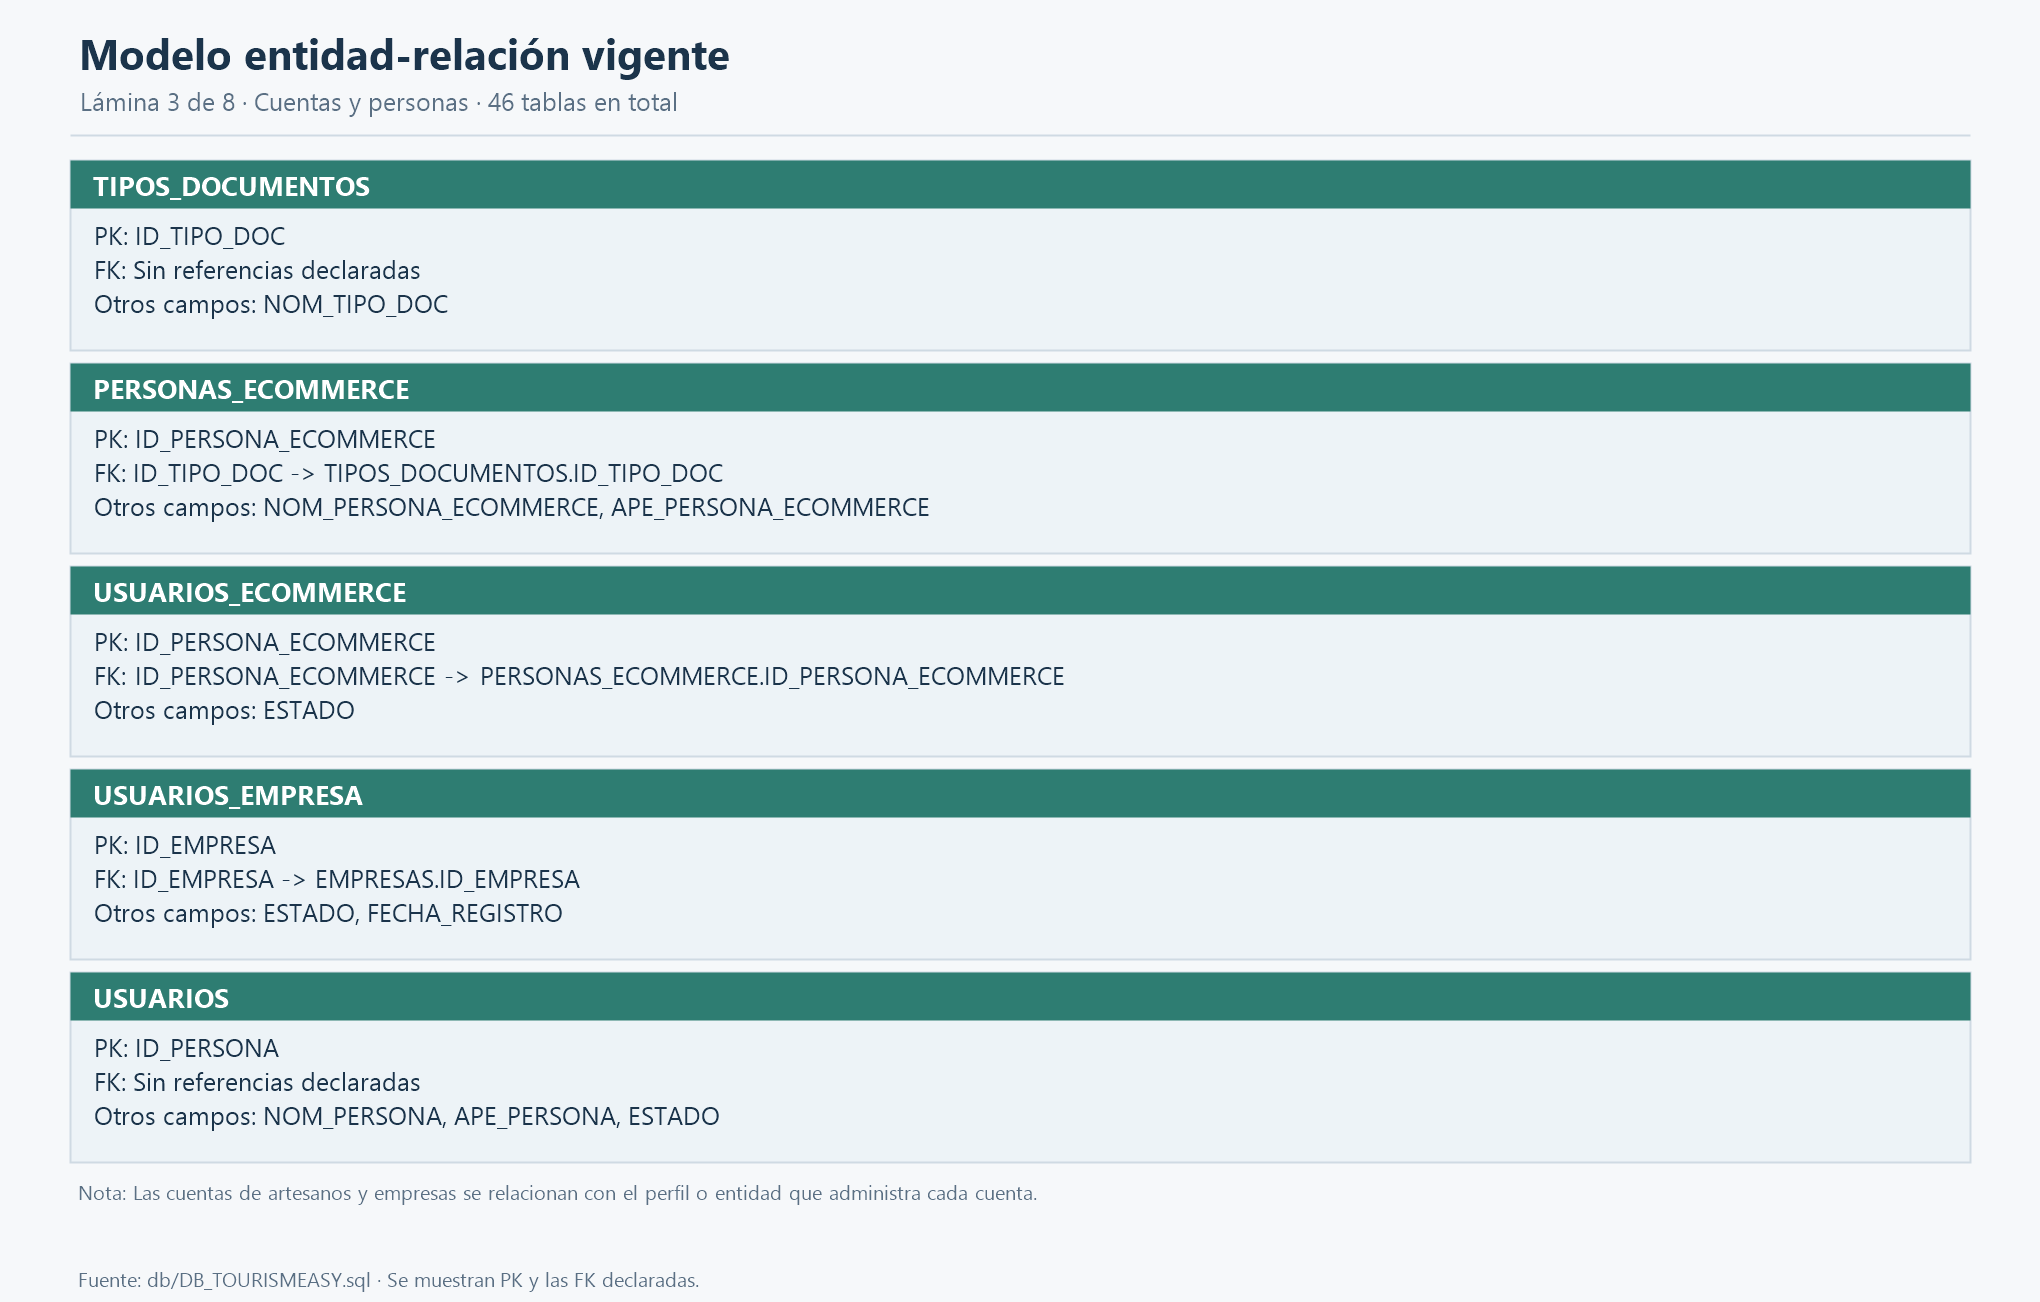 Modelo entidad-relación vigente
Lámina 3 de 8 · Cuentas y personas · 46 tablas en total
TIPOS_DOCUMENTOS
PK: ID_TIPO_DOC
FK: Sin referencias declaradas
Otros campos: NOM_TIPO_DOC
PERSONAS_ECOMMERCE
PK: ID_PERSONA_ECOMMERCE
FK: ID_TIPO_DOC -> TIPOS_DOCUMENTOS.ID_TIPO_DOC
Otros campos: NOM_PERSONA_ECOMMERCE, APE_PERSONA_ECOMMERCE
USUARIOS_ECOMMERCE
PK: ID_PERSONA_ECOMMERCE
FK: ID_PERSONA_ECOMMERCE -> PERSONAS_ECOMMERCE.ID_PERSONA_ECOMMERCE
Otros campos: ESTADO
USUARIOS_EMPRESA
PK: ID_EMPRESA
FK: ID_EMPRESA -> EMPRESAS.ID_EMPRESA
Otros campos: ESTADO, FECHA_REGISTRO
USUARIOS
PK: ID_PERSONA
FK: Sin referencias declaradas
Otros campos: NOM_PERSONA, APE_PERSONA, ESTADO
Nota: Las cuentas de artesanos y empresas se relacionan con el perfil o entidad que administra cada cuenta.
Fuente: db/DB_TOURISMEASY.sql · Se muestran PK y las FK declaradas.